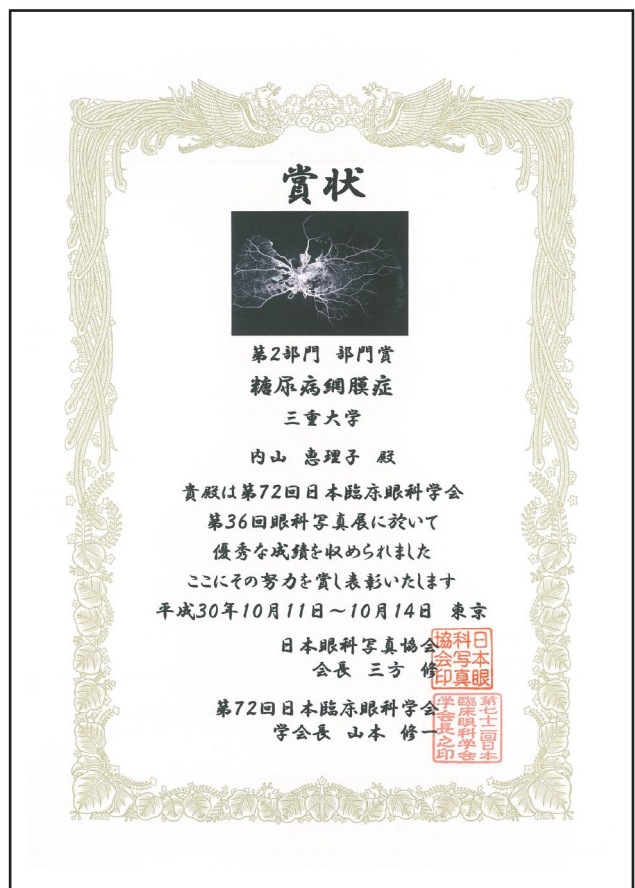 賞状
第2部門 部門賞
糖尿病網膜症
三重大学
内山 恵理子 殿
貴殿は第72回日本臨床眼科学会
第36回眼科写真展に於いて
優秀な成績を収められました
ここにその努力を賞し表彰いたします
平成30年10月11日～10月14日 東京
日本眼科写真協会
会長 三方 修
日本眼
科写真
協会印
第72回日本臨床眼科学会
学会長 山本 修一
第七十二回日本
臨床眼科学会
学会長之印